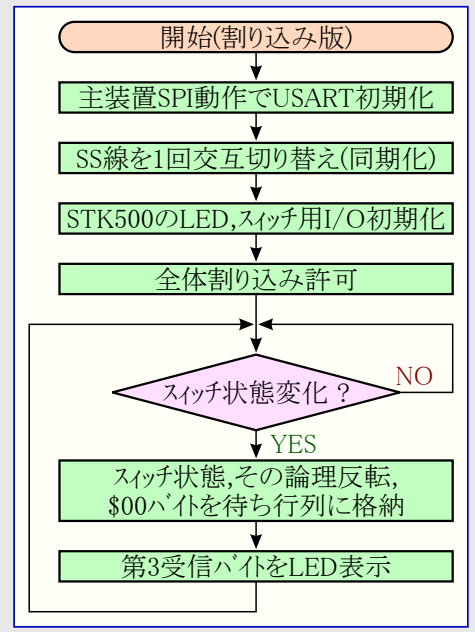 開始(割り込み版)
主装置SPI動作でUSART初期化
SS線を1回交互切り替え(同期化)
STK500のLED,スイッチ用I/O初期化
全体割り込み許可
スイッチ状態変化 ?
NO
YES
スイッチ状態,その論理反転,
$00バイトを待ち行列に格納
第3受信バイトをLED表示